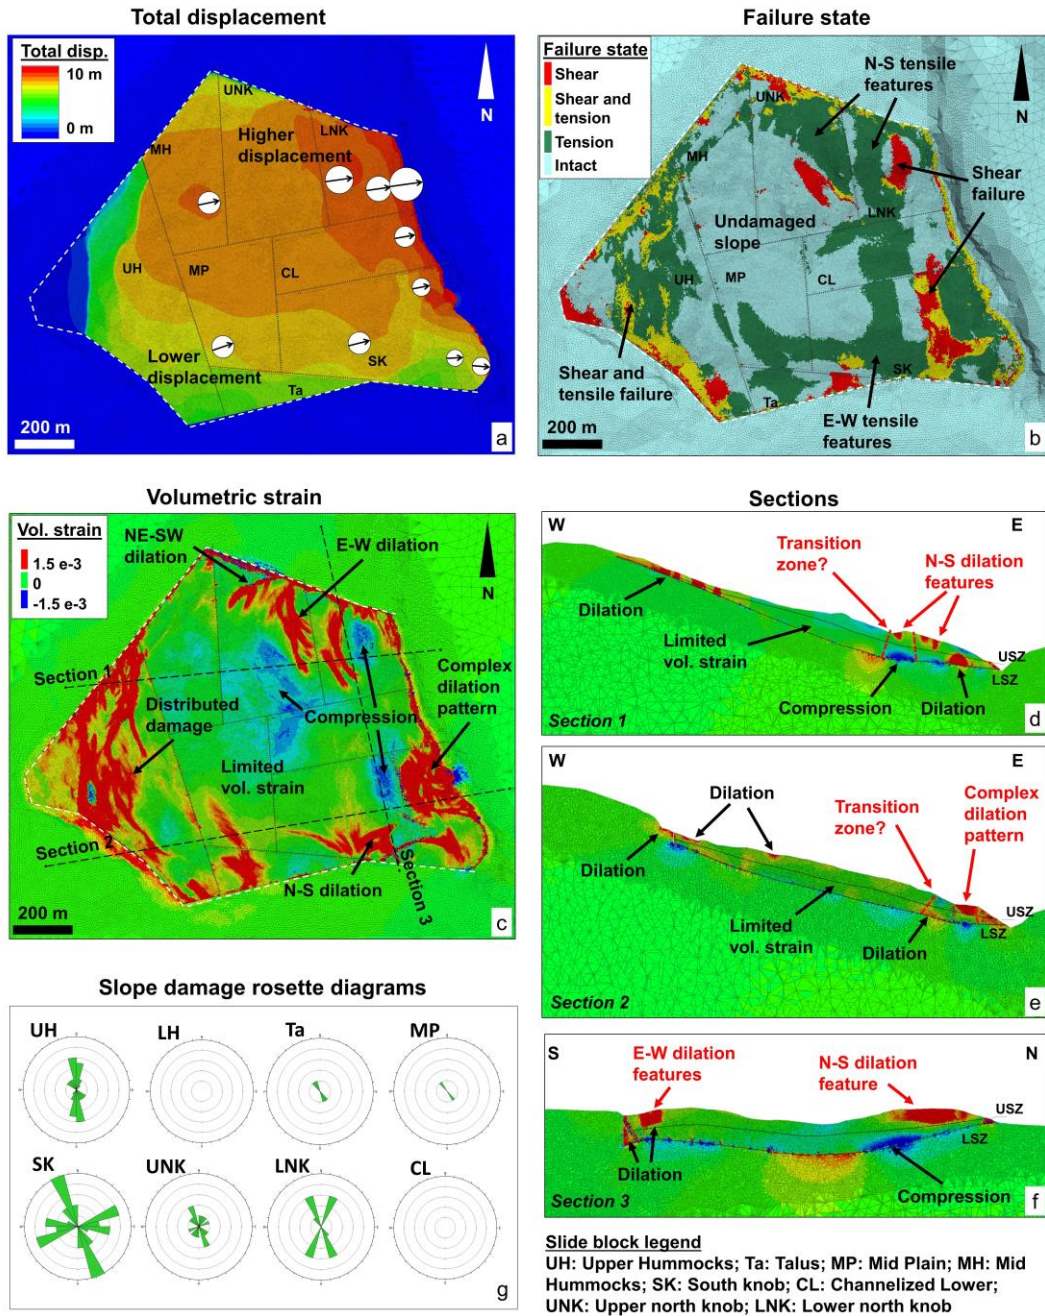 Total displacement
Total disp.
10 m
0 m
N
UNK
LNK
Higher
displacement
MH
UH
MP
CL
Lower
displacement
SK
Ta
200 m
a
Failure state
Failure state
Shear
Shear and
tension
Tension
Intact
N-S tensile
features
N
UNK
MH
Shear
failure
LNK
Undamaged
slope
UH
MP
CL
Shear and
tensile failure
SK
Ta
E-W tensile
features
200 m
b
Volumetric strain
Vol. strain
1.5 e-3
0
-1.5 e-3
NE-SW
dilation
E-W dilation
N
Section 1
Complex
dilation
pattern
Distributed
damage
Compression
Limited
vol. strain
Section 2
N-S dilation
Section 3
200 m
c
Sections
W
E
Transition
zone?
N-S dilation
features
Dilation
Limited
vol. strain
USZ
LSZ
Compression
Dilation
Section 1
d
W
E
Dilation
Transition
zone?
Complex
dilation
pattern
Dilation
Limited
vol. strain
Dilation
USZ
LSZ
Section 2
e
S
N
E-W dilation
features
N-S dilation
feature
USZ
LSZ
Dilation
Compression
Section 3
f
Slope damage rosette diagrams
UH
LH
Ta
MP
SK
UNK
LNK
CL
g
Slide block legend
UH: Upper Hummocks; Ta: Talus; MP: Mid Plain; MH: Mid
Hummocks; SK: South knob; CL: Channelized Lower;
UNK: Upper north knob; LNK: Lower north knob